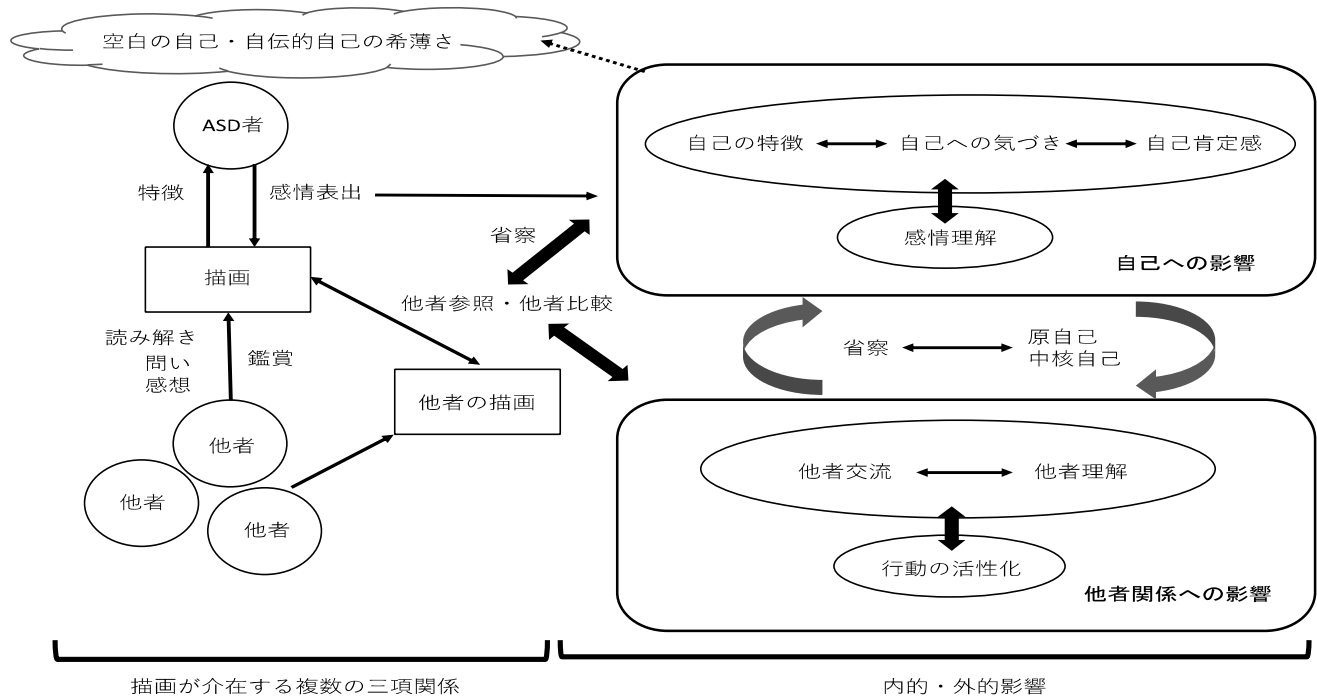 空白の自己・自伝的自己の希薄さ
ASD者
特徴
感情表出
描画
読み解き
問い
感想
鑑賞
他者
他者
他者
他者の描画
省察
他者参照・他者比較
自己の特徴
自己への気づき
自己肯定感
感情理解
自己への影響
省察
原自己
中核自己
他者交流
他者理解
行動の活性化
他者関係への影響
描画が介在する複数の三項関係
内的・外的影響